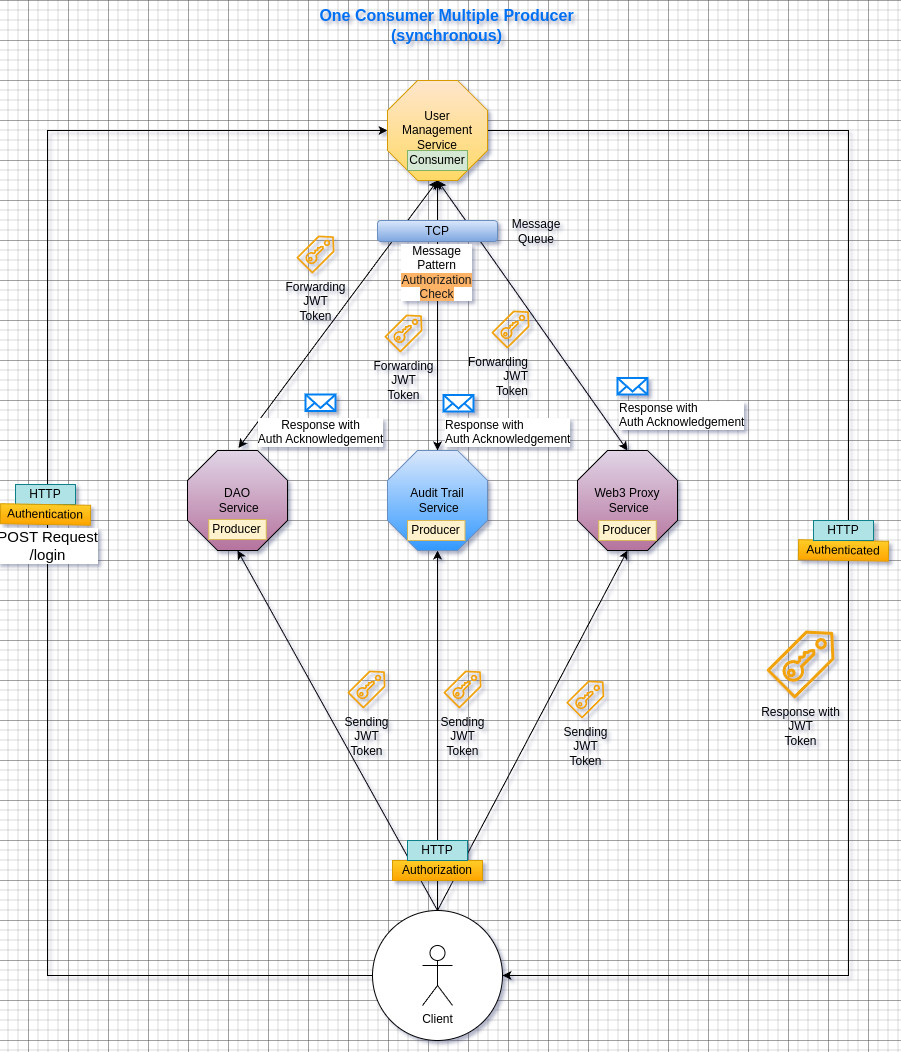 One Consumer Multiple Producer
(synchronous)
User
Management
Service
Consumer
TCP
Message
Queue
Message
Pattern
Authorization
Check
Forwarding
JWT
Token
Forwarding
JWT
Token
Forwarding
JWT
Token
Response with
Auth Acknowledgement
Response with
Auth Acknowledgement
Response with
Auth Acknowledgement
DAO
Service
Producer
Audit Trail
Service
Producer
Web3 Proxy
Service
Producer
HTTP
Authentication
POST Request
/login
HTTP
Authenticated
Response with
JWT
Token
Sending
JWT
Token
Sending
JWT
Token
Sending
JWT
Token
HTTP
Authorization
Client